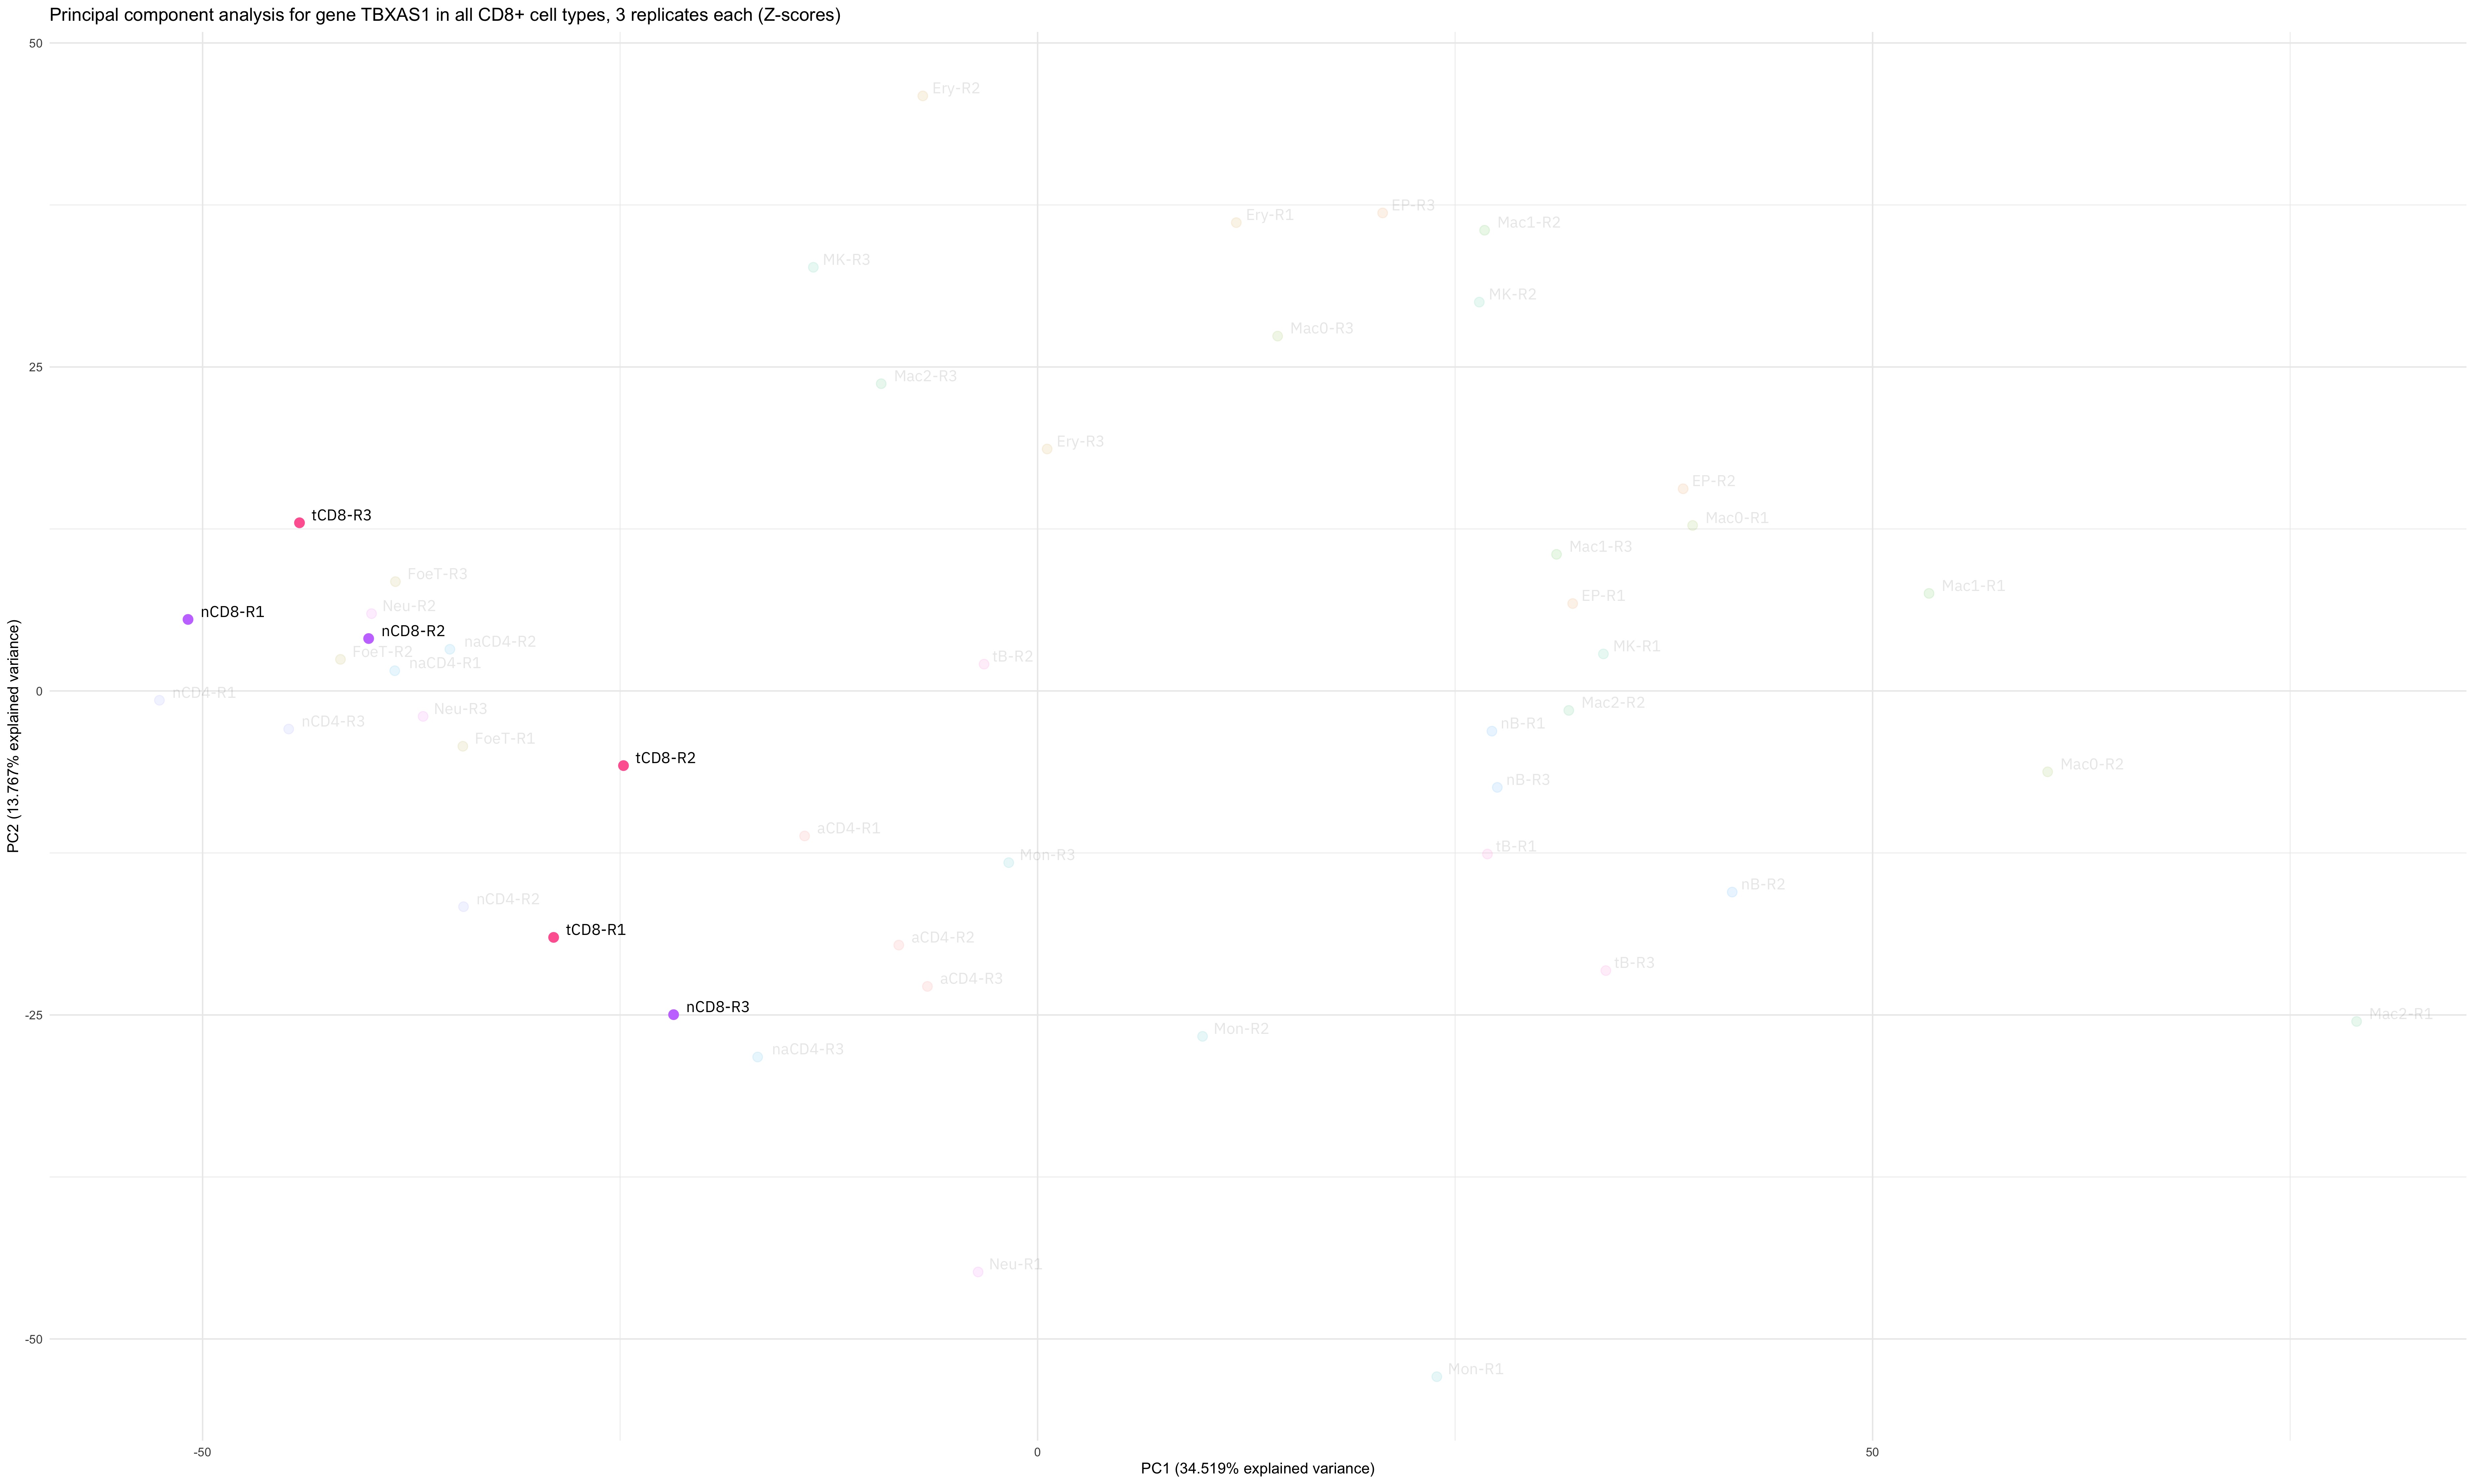 Principal component analysis for gene TBXAS1 in all CD8+ cell types, 3 replicates each (Z-scores)
50
Ery-R2
EP-R3
Ery-R1
Mac1-R2
MK-R3
MK-R2
Mac0-R3
25
Mac2-R3
Ery-R3
EP-R2
tCD8-R3
Mac0-R1
Mac1-R3
FoeT-R3
Mac1-R1
EP-R1
Neu-R2
nCD8-R1
nCD8-R2
naCD4-R2
MK-R1
FoeT-R2
tB-R2
naCD4-R1
0
nCD4-R1
Mac2-R2
Neu-R3
nCD4-R3
nB-R1
FoeT-R1
tCD8-R2
Mac0-R2
nB-R3
aCD4-R1
tB-R1
Mon-R3
nB-R2
nCD4-R2
tCD8-R1
aCD4-R2
tB-R3
aCD4-R3
nCD8-R3
Mac2-R1
-25
Mon-R2
naCD4-R3
Neu-R1
-50
Mon-R1
-50
0
50
PC1 (34.519% explained variance)
PC2 (13.767% explained variance)